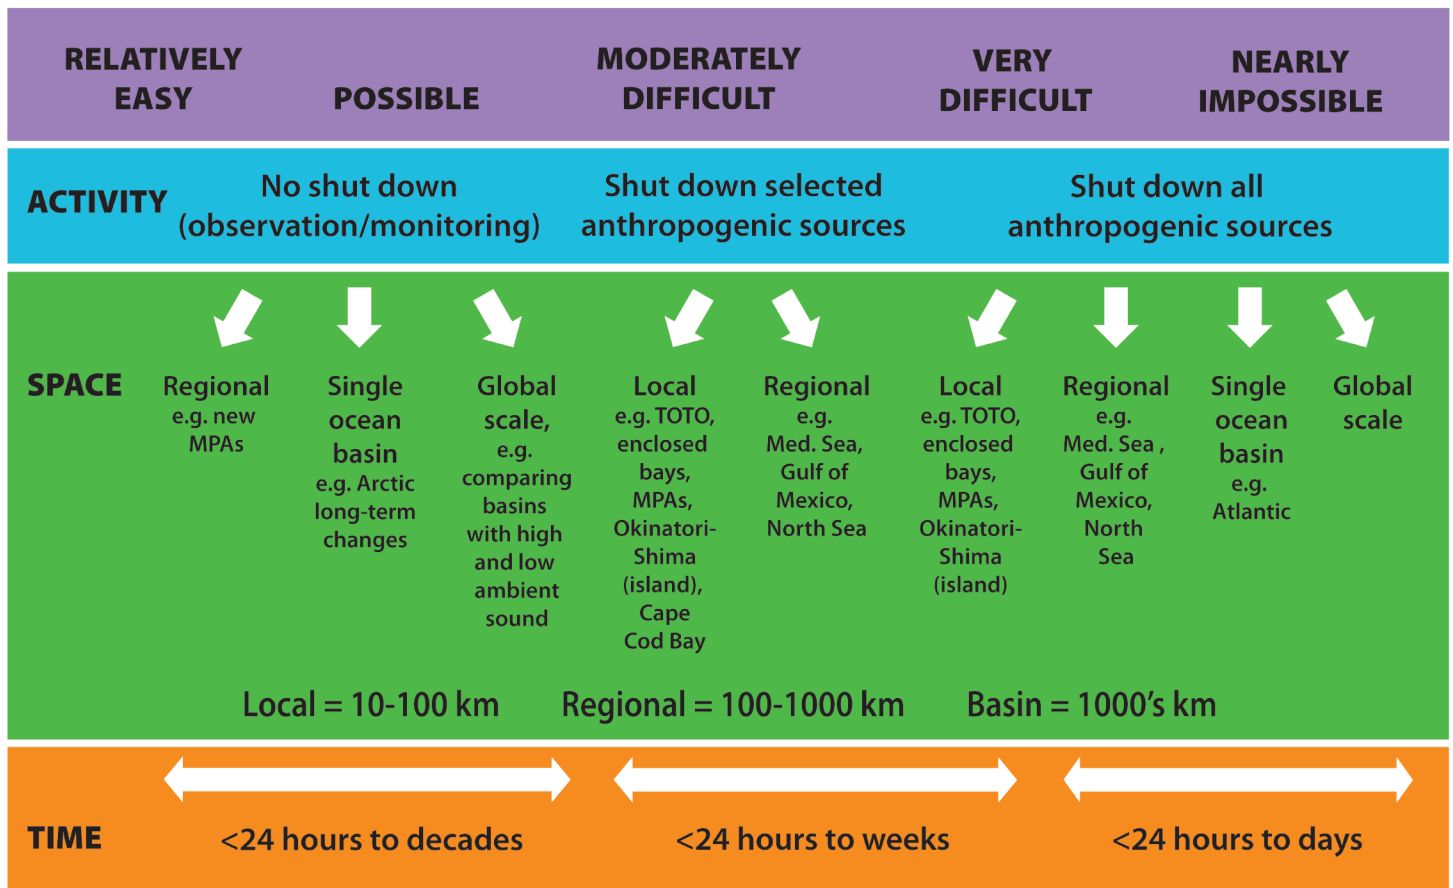 RELATIVELY
EASY
POSSIBLE
MODERATELY
DIFFICULT
VERY
DIFFICULT
NEARLY
IMPOSSIBLE
ACTIVITY
No shut down
(observation/monitoring)
Shut down selected
anthropogenic sources
Shut down all
anthropogenic sources
SPACE
Regional
e.g. new
MPAs
Single
ocean
basin
e.g. Arctic
long-term
changes
Global
scale,
e.g.
comparing
basins
with high
and low
ambient
sound
Local
e.g. TOTO,
enclosed
bays,
MPAs,
Okinatori-
Shima
(island),
Cape
Cod Bay
Regional
e.g.
Med. Sea,
Gulf of
Mexico,
North Sea
Local
e.g. TOTO,
enclosed
bays,
MPAs,
Okinatori-
Shima
(island)
Regional
e.g.
Med. Sea ,
Gulf of
Mexico,
North
Sea
Single
ocean
basin
e.g.
Atlantic
Global
scale
Local = 10-100 km
Regional = 100-1000 km
Basin = 1000’s km
TIME
<24 hours to decades
<24 hours to weeks
<24 hours to days